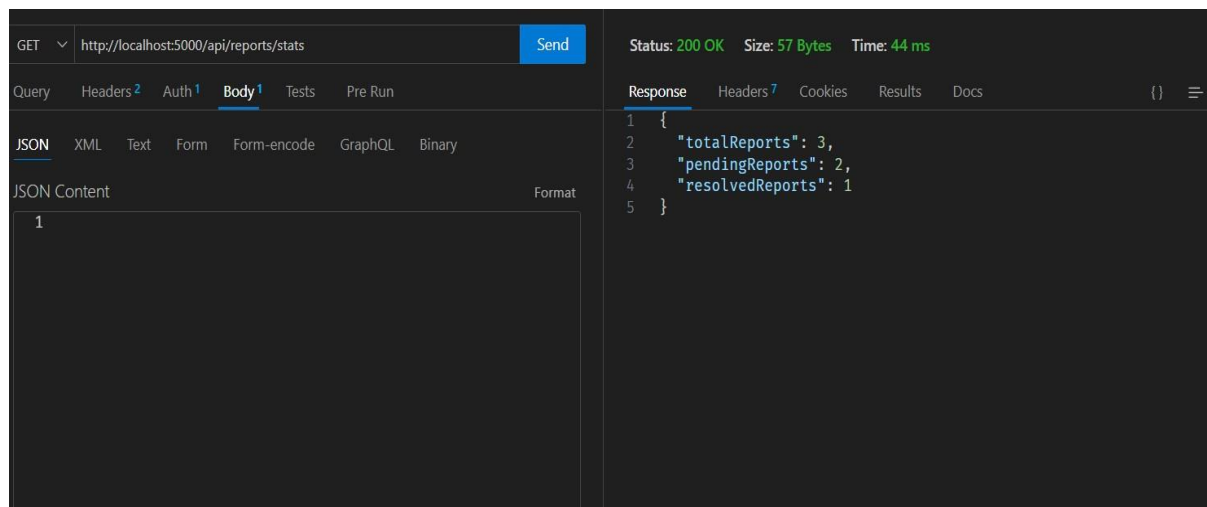 GET http://localhost:5000/api/reports/stats Send
Query Headers 2 Auth 1 Body 1 Tests Pre Run
JSON XML Text Form Form-encode GraphQL Binary
JSON Content Format
1
Status: 200 OK Size: 57 Bytes Time: 44 ms
Response Headers 7 Cookies Results Docs {}
1 {
2 "totalReports": 3,
3 "pendingReports": 2,
4 "resolvedReports": 1
5 }